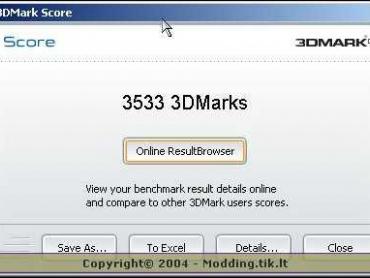 3DMark Score
Score
3DMARK
3533 3DMarks
Online ResultBrowser
View your benchmark result details online
and compare to other 3DMark users scores.
Save As... To Excel Details... Close
Copyright© 2004 - Modding.tik.lt